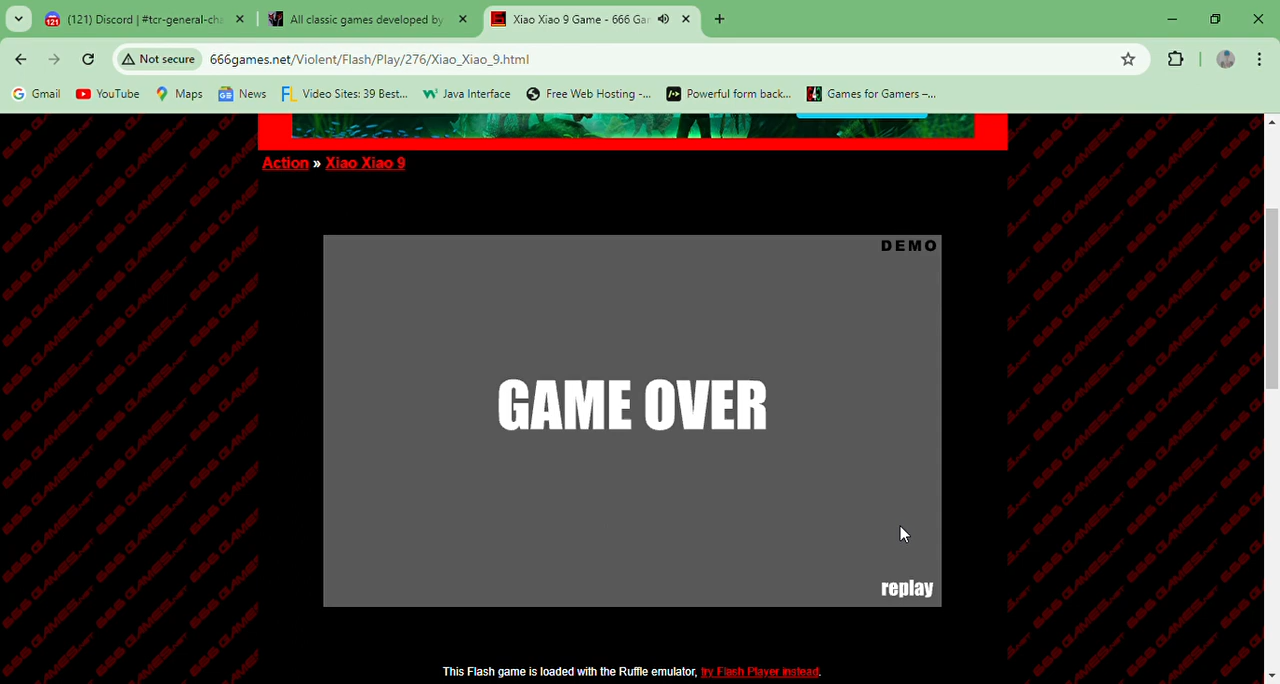 (121) Discord | #tcr-general-ch
All classic games developed by
Xiao Xiao 9 Game - 666 Gar
Not secure
666games.net/Violent/Flash/Play/276/Xiao_Xiao_9.html
Gmail
YouTube
Maps
News
Video Sites: 39 Best...
Java Interface
Free Web Hosting -...
Powerful form back...
Games for Gamers –...
Action » Xiao Xiao 9
DEMO
GAME OVER
replay
This Flash game is loaded with the Ruffle emulator, try Flash Player instead.